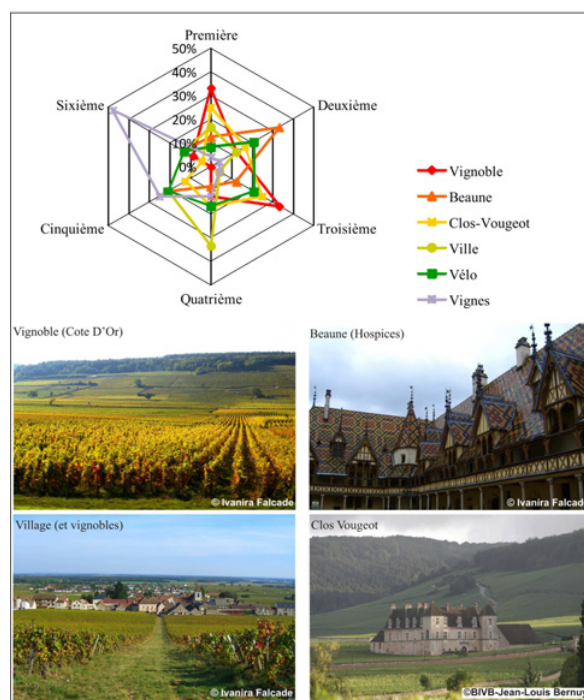 Première
50%
40%
30%
20%
10%
0%
Sixième
Deuxième
Cinquième
Troisième
Quatrième
Vignoble
Beaune
Clos-Vougeot
Ville
Vélo
Vignes
Vignoble (Cote D'Or)
Beaune (Hospices)
© Ivanira Falcade
© Ivanira Falcade
Village (et vignobles)
Clos Vougeot
© Ivanira Falcade
©BIVB-Jean-Louis Bernuy